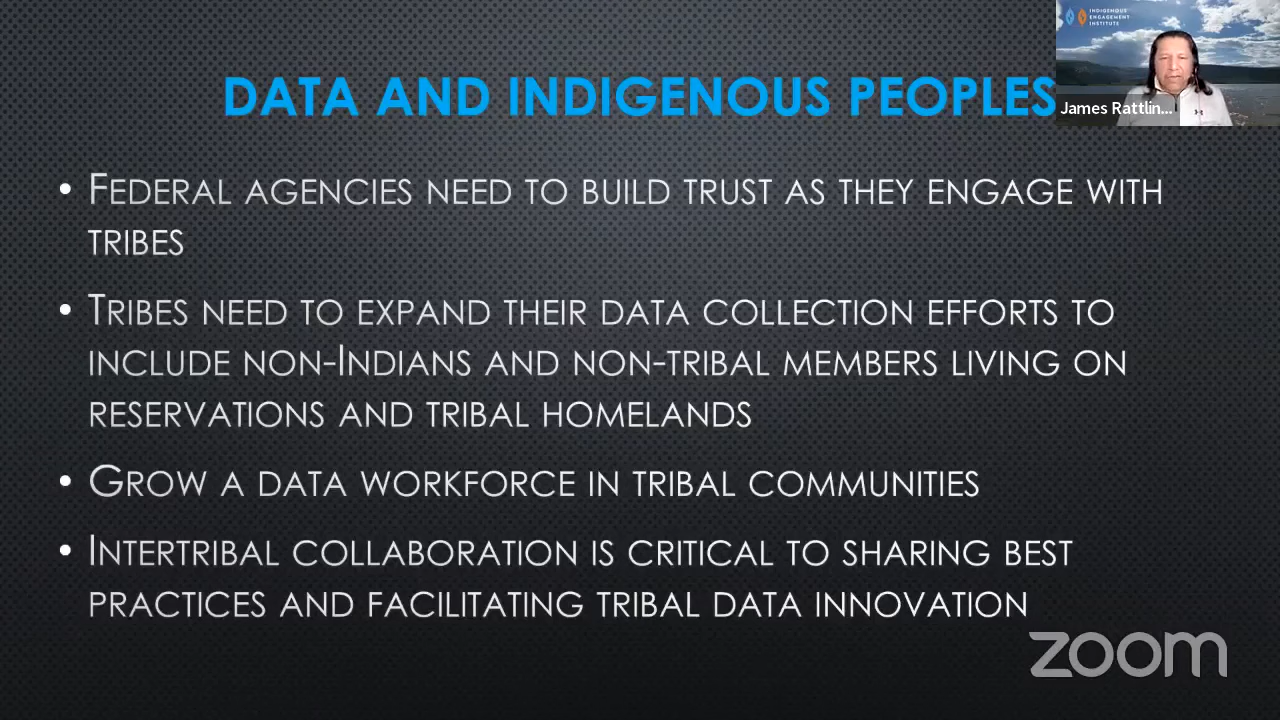 INDIGENOUS
ENGAGEMENT
INSTITUTE
James Rattlin...
DATA AND INDIGENOUS PEOPLES
• FEDERAL AGENCIES NEED TO BUILD TRUST AS THEY ENGAGE WITH
TRIBES
• TRIBES NEED TO EXPAND THEIR DATA COLLECTION EFFORTS TO
INCLUDE NON-INDIANS AND NON-TRIBAL MEMBERS LIVING ON
RESERVATIONS AND TRIBAL HOMELANDS
• GROW A DATA WORKFORCE IN TRIBAL COMMUNITIES
• INTERTRIBAL COLLABORATION IS CRITICAL TO SHARING BEST
PRACTICES AND FACILITATING TRIBAL DATA INNOVATION
zoom